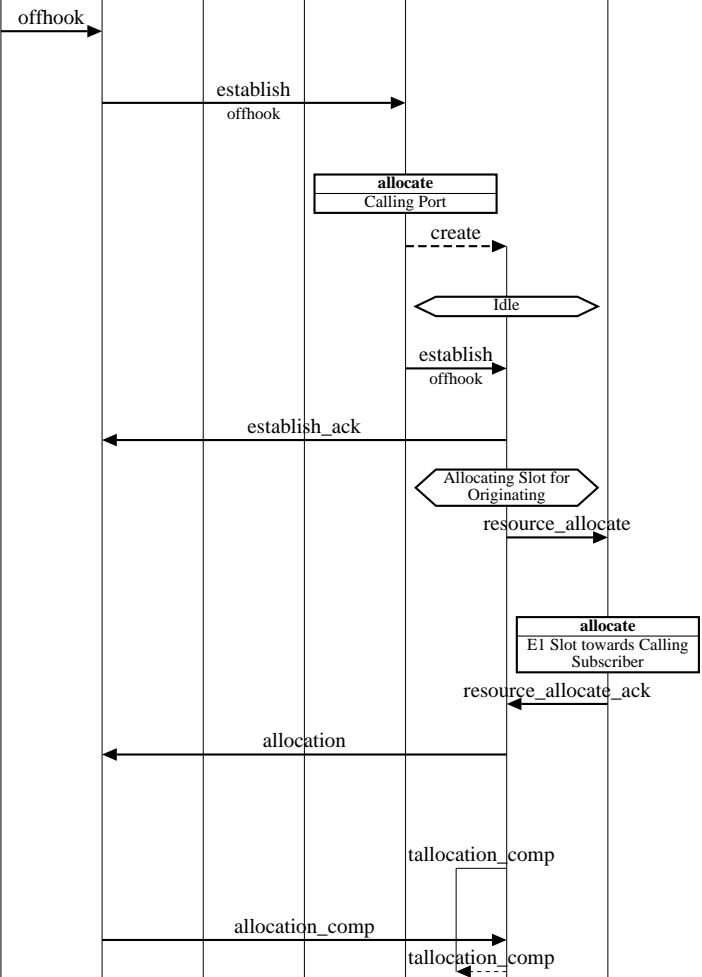 offhook
establish
offhook
allocate
Calling Port
create
Idle
establish
offhook
establish_ack
Allocating Slot for
Originating
resource_allocate
allocate
E1 Slot towards Calling
Subscriber
resource_allocate_ack
allocation
tallocation_comp
allocation_comp
tallocation_comp